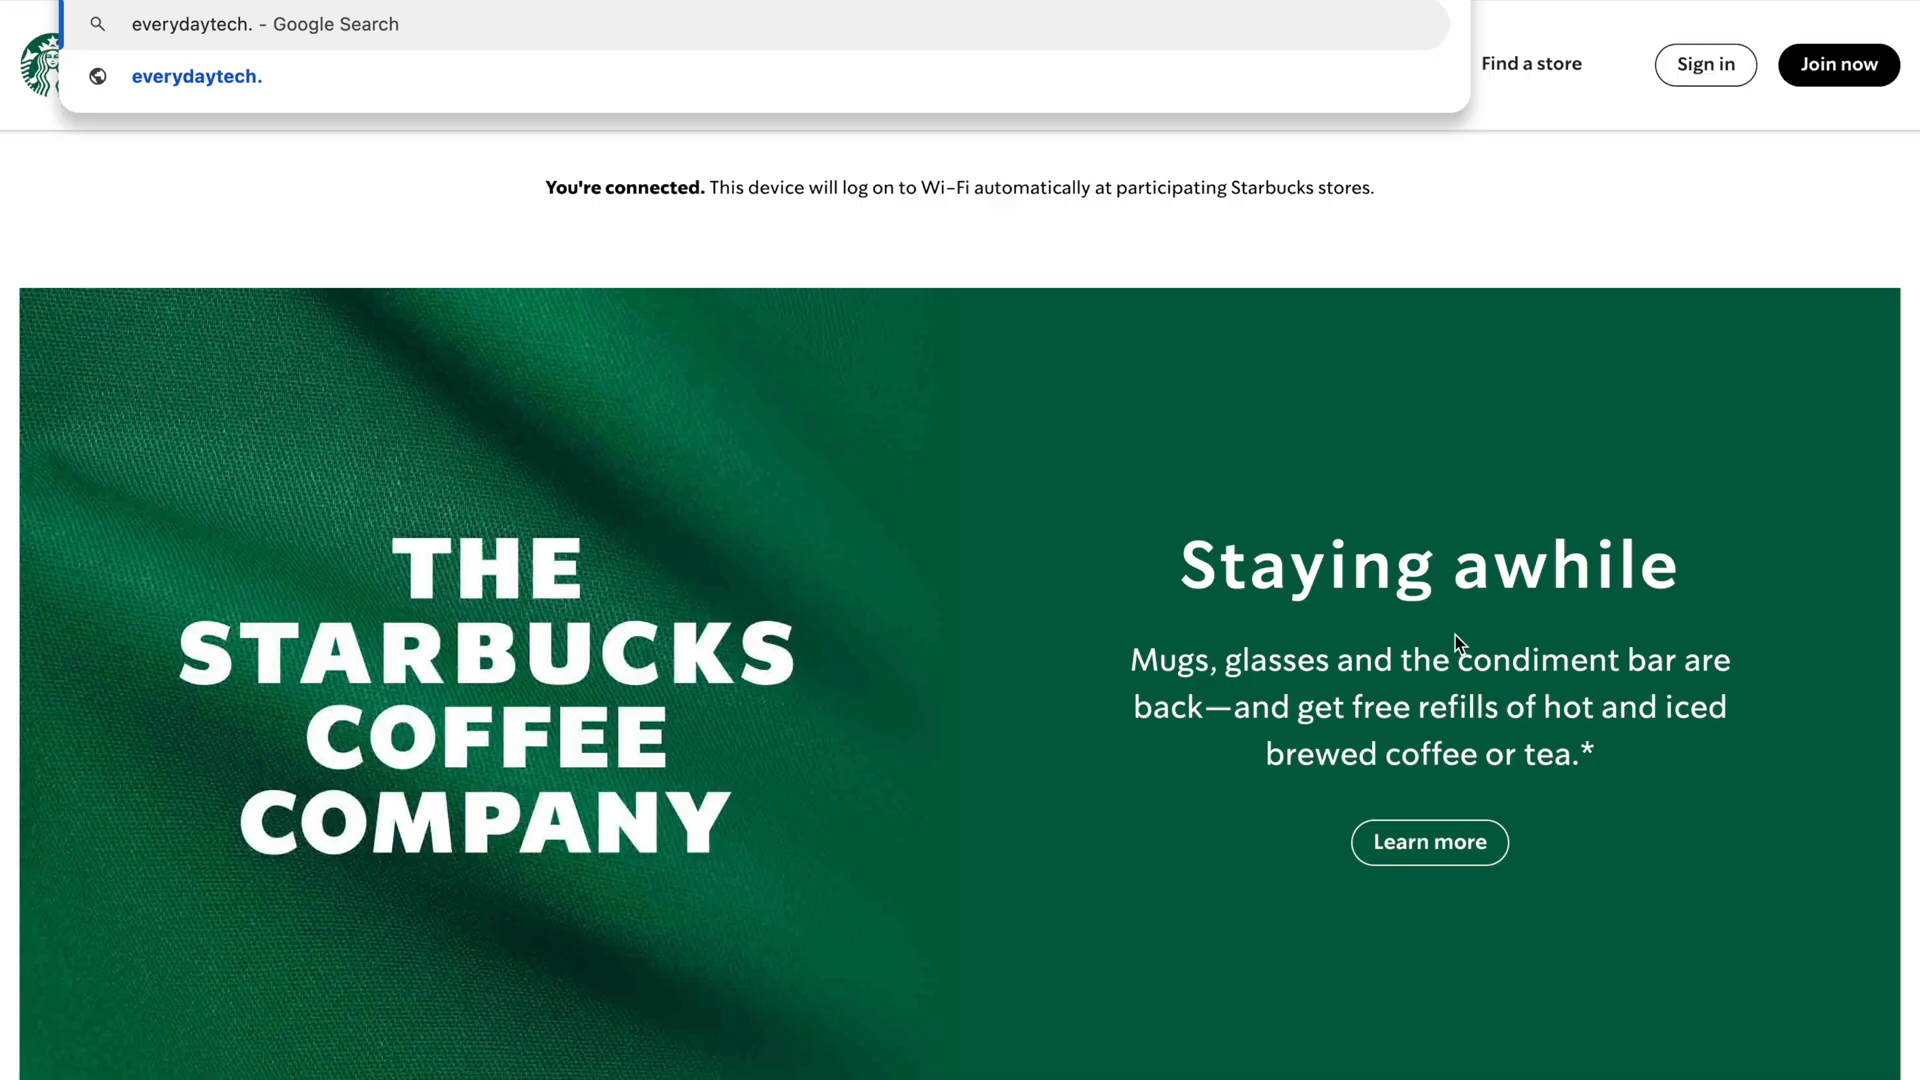 everydaytech. - Google Search
everydaytech.
Find a store
Sign in
Join now
You're connected. This device will log on to Wi-Fi automatically at participating Starbucks stores.
THE
STARBUCKS
COFFEE
COMPANY
Staying awhile
Mugs, glasses and the condiment bar are
back—and get free refills of hot and iced
brewed coffee or tea.*
Learn more